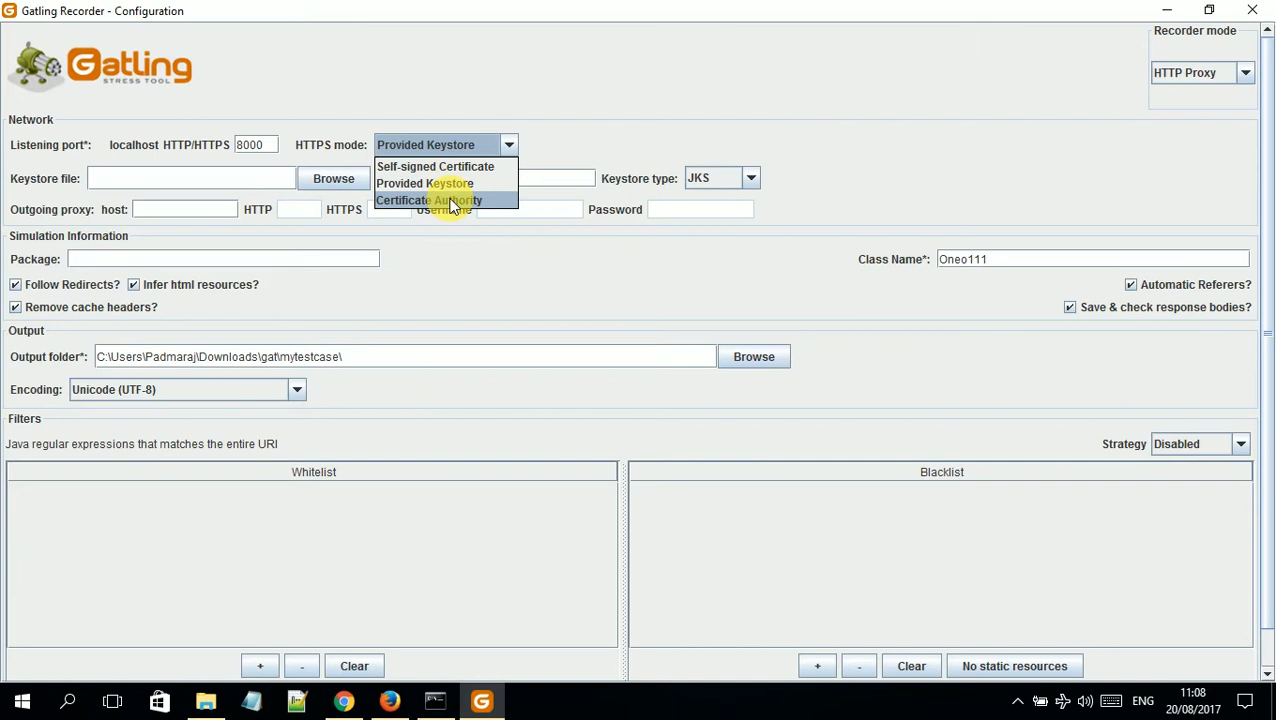 Gatling Recorder - Configuration
Recorder mode
Gatling
STRESS TOOL
HTTP Proxy
Network
Listening port*: localhost HTTP/HTTPS 8000 HTTPS mode: Provided Keystore
Self-signed Certificate
Keystore file: Browse Keystore type: JKS
Provided Keystore
Certificate Authority
Outgoing proxy: host: HTTP HTTPS Username Password
Simulation Information
Package: Class Name*: Oneo111
Follow Redirects? Infer html resources? Automatic Referers?
Remove cache headers? Save & check response bodies?
Output
Output folder*: C:\Users\Padmaraj\Downloads\gat\mytestcase\ Browse
Encoding: Unicode (UTF-8)
Filters
Java regular expressions that matches the entire URI Strategy Disabled
Whitelist Blacklist
+ - Clear + - Clear No static resources
ENG 11:08
20/08/2017